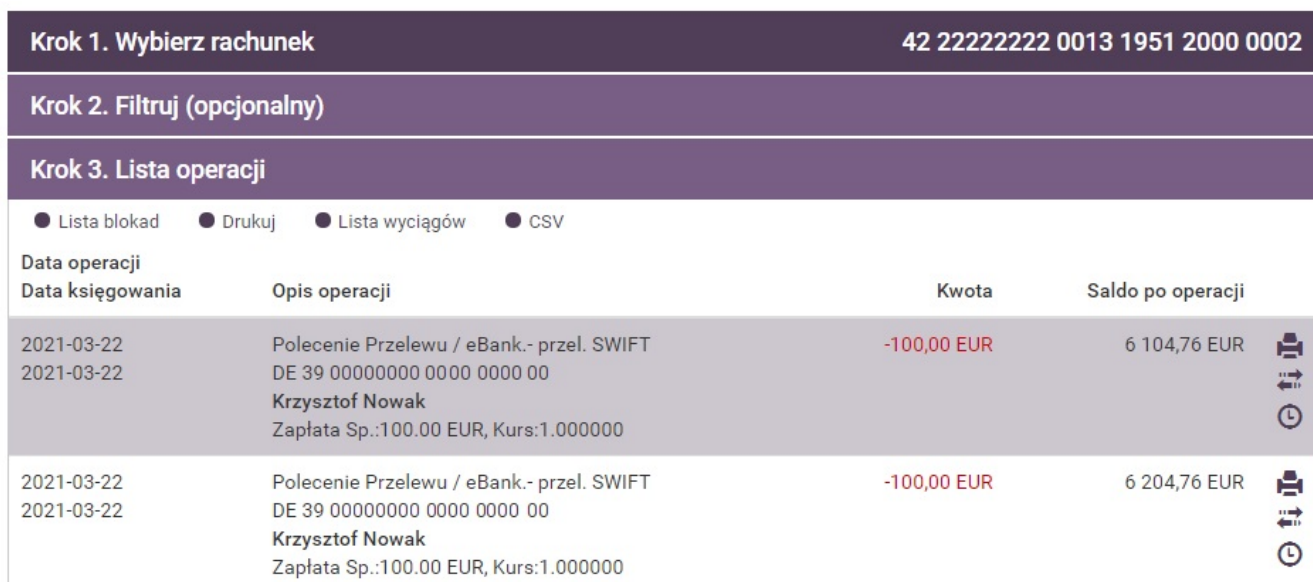 Krok 1. Wybierz rachunek 42 22222222 0013 1951 2000 0002
Krok 2. Filtruj (opcjonalny)
Krok 3. Lista operacji
Lista blokad Drukuj Lista wyciągów CSV
Data operacji
Data księgowania Opis operacji Kwota Saldo po operacji
2021-03-22 Polecenie Przelewu / eBank.- przel. SWIFT -100,00 EUR 6 104,76 EUR
2021-03-22 DE 39 00000000 0000 0000 00
Krzysztof Nowak
Zapłata Sp.:100.00 EUR, Kurs:1.000000
2021-03-22 Polecenie Przelewu / eBank.- przel. SWIFT -100,00 EUR 6 204,76 EUR
2021-03-22 DE 39 00000000 0000 0000 00
Krzysztof Nowak
Zapłata Sp.:100.00 EUR, Kurs:1.000000